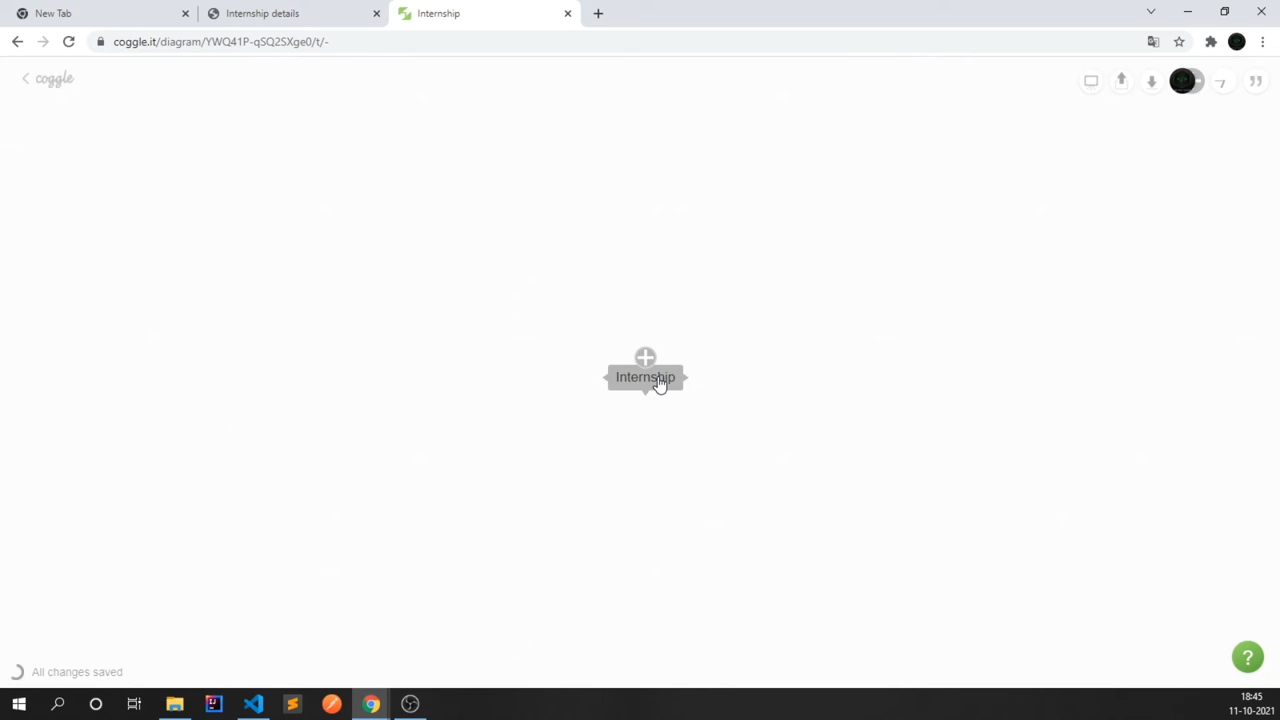 New Tab
Internship details
Internship
coggle.it/diagram/YWQ41P-qSQ2SXge0/t/-
coggle
Internship
All changes saved
?
18:45
11-10-2021